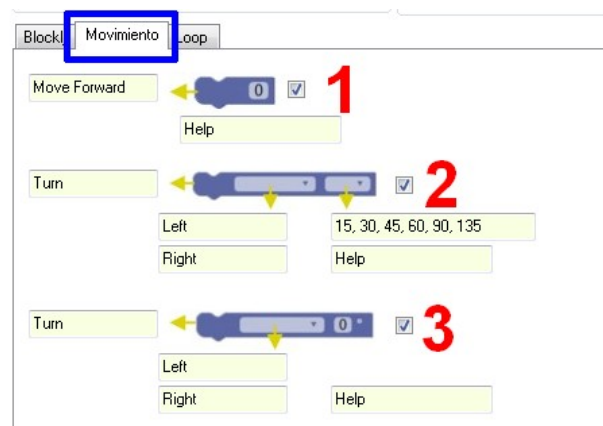 Blockly Movimiento Loop
Move Forward 0 1
Help
Turn 2
Left 15, 30, 45, 60, 90, 135
Right Help
Turn 0 ° 3
Left
Right Help